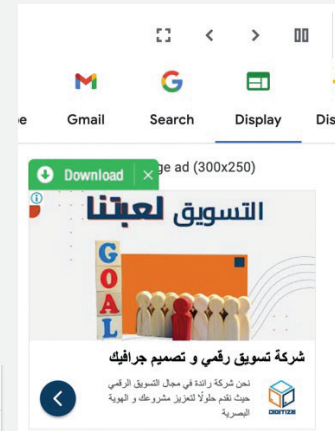 Gmail
Search
Display
Dis
Download
ge ad (300x250)
التسويق لعبتنا
GOAL
شركة تسويق رقمي و تصميم جرافيك
نحن شركة رائدة في مجال التسويق الرقمي
حيث نقدم حلولًا لتعزيز مشروعك و الهوية
البصرية
DIGITIZE